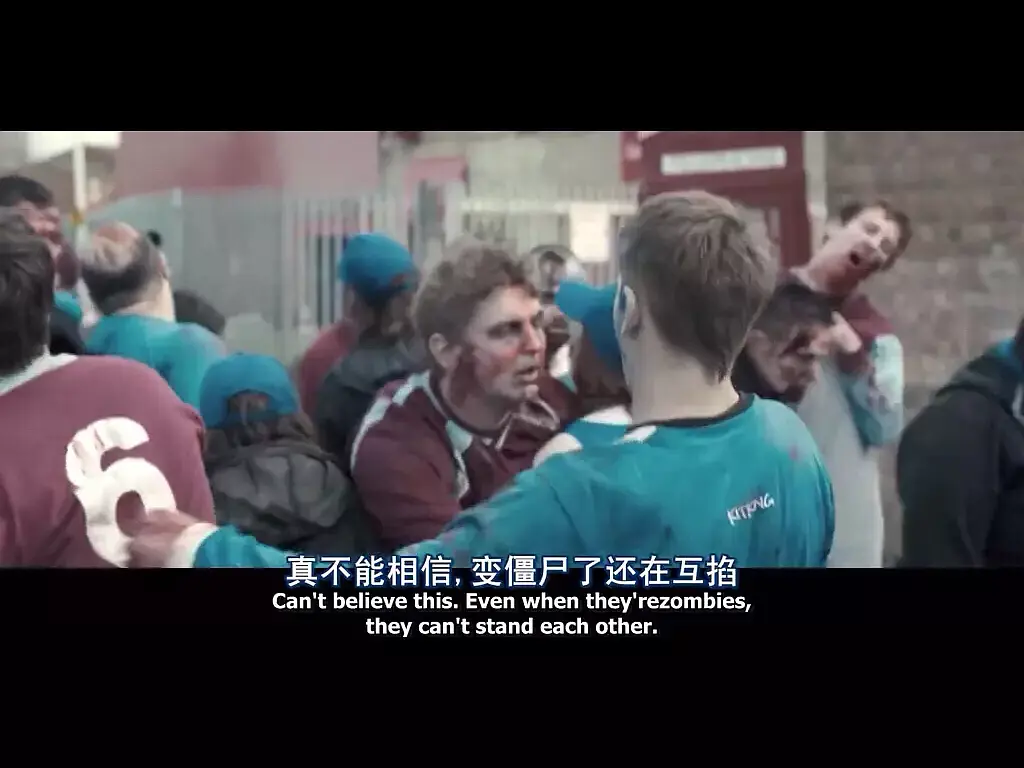 6
KITKING
真不能相信,变僵尸了还在互掐
Can't believe this. Even when they'rezombies,
they can't stand each other.